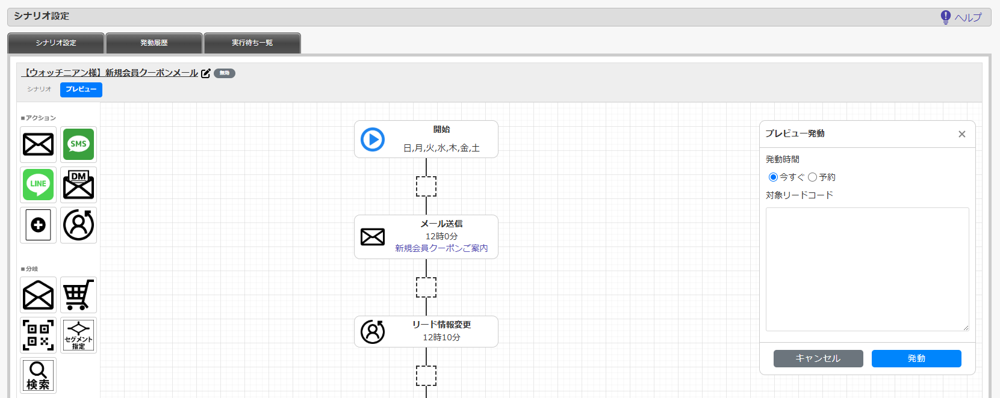 シナリオ設定
ヘルプ
シナリオ設定
発動履歴
実行待ち一覧
【ウォッチニアン様】新規会員クーポンメール
無効
シナリオ
プレビュー
■アクション
SMS
LINE
DM
■分岐
セグメント
指定
検索
開始
日,月,火,水,木,金,土
メール送信
12時0分
新規会員クーポンご案内
リード情報変更
12時10分
プレビュー発動
×
発動時間
今すぐ 予約
対象リードコード
キャンセル
発動